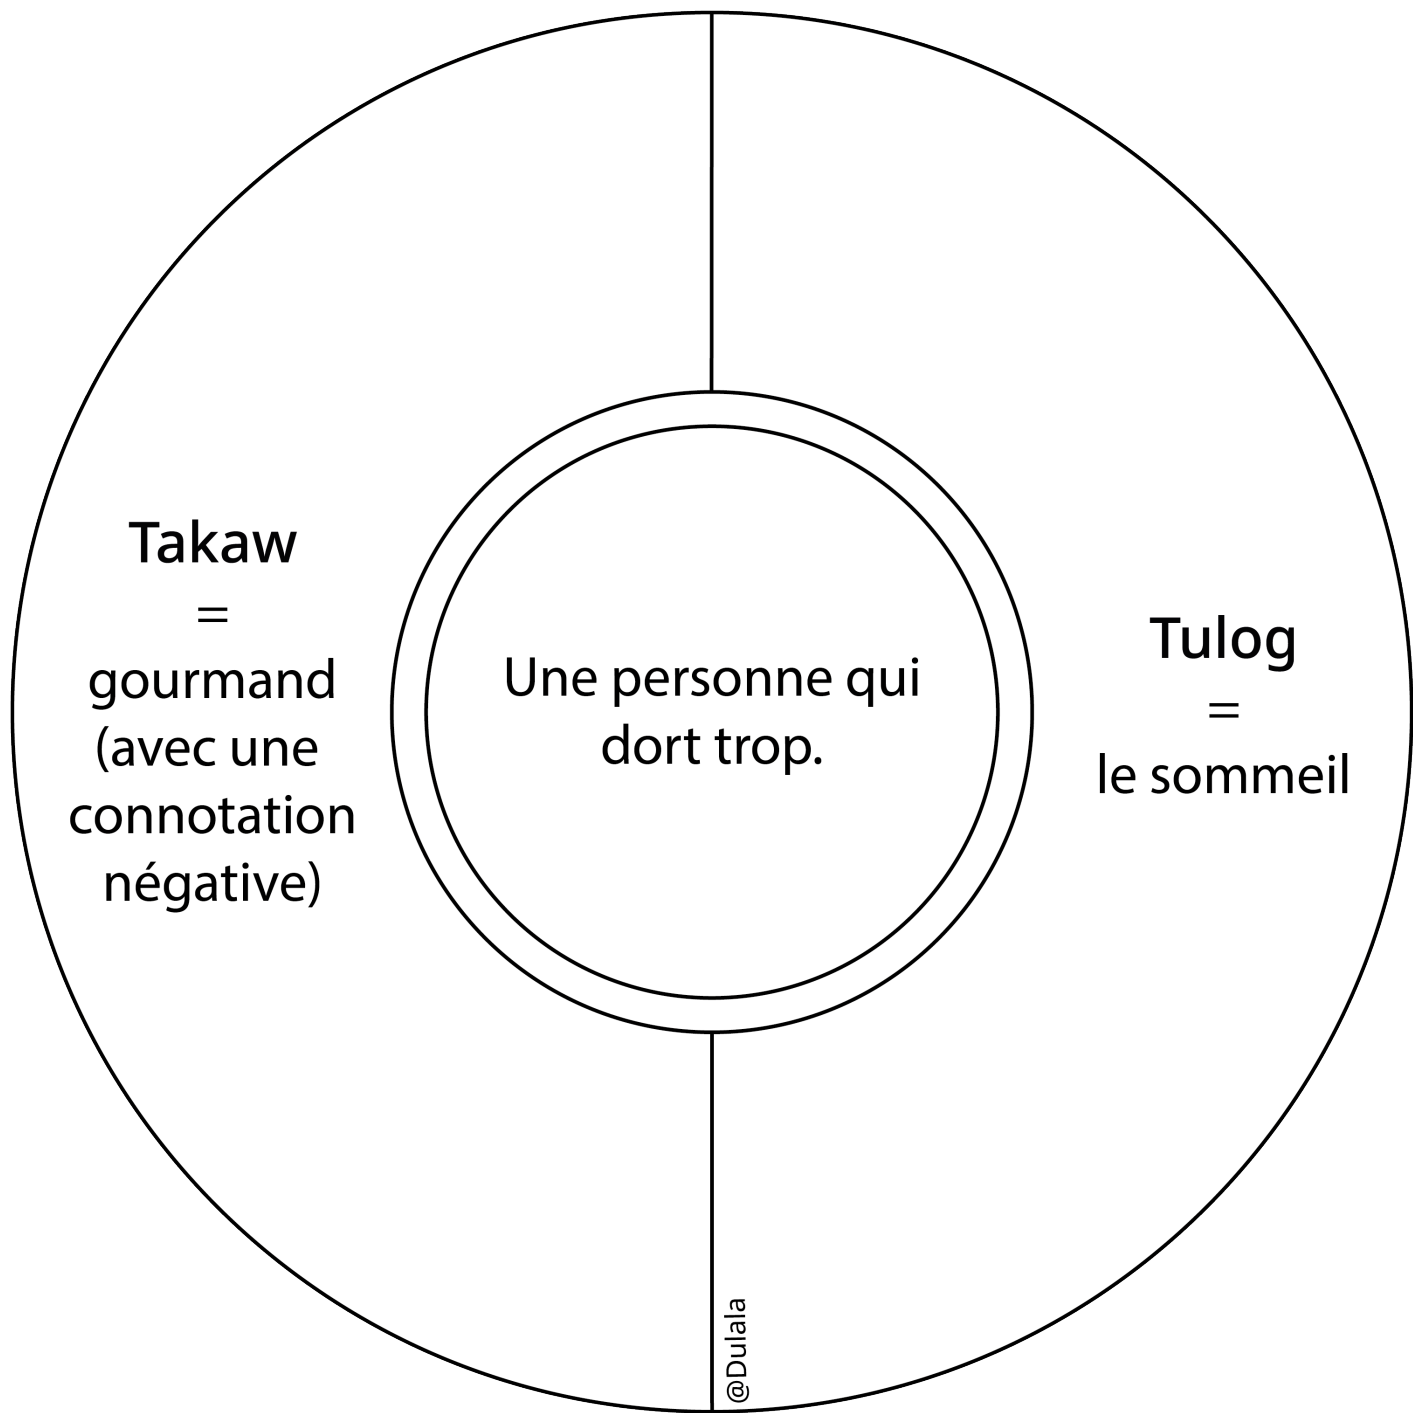 Takaw
=
gourmand
(avec une
connotation
négative)
Une personne qui
dort trop.
Tulog
=
le sommeil
@Dulala